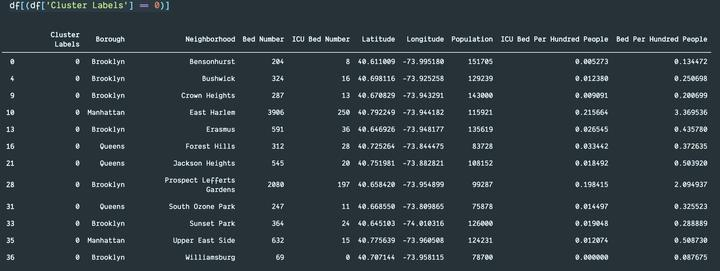 df[(df['Cluster Labels'] == 0)]
Cluster Labels Borough Neighborhood Bed Number ICU Bed Number Latitude Longitude Population ICU Bed Per Hundred People Bed Per Hundred People
0 0 Brooklyn Bensonhurst 204 8 40.611009 -73.995180 151705 0.005273 0.134472
4 0 Brooklyn Bushwick 324 16 40.698116 -73.925258 129239 0.012380 0.250698
9 0 Brooklyn Crown Heights 287 13 40.670829 -73.943291 143000 0.009091 0.200699
10 0 Manhattan East Harlem 3906 250 40.792249 -73.944182 115921 0.215664 3.369536
13 0 Brooklyn Erasmus 591 36 40.646926 -73.948177 135619 0.026545 0.435780
16 0 Queens Forest Hills 312 28 40.725264 -73.844475 83728 0.033442 0.372635
21 0 Queens Jackson Heights 545 20 40.751981 -73.882821 108152 0.018492 0.503920
28 0 Brooklyn Prospect Lefferts Gardens 2080 197 40.658420 -73.954899 99287 0.198415 2.094937
31 0 Queens South Ozone Park 247 11 40.668550 -73.809865 75878 0.014497 0.325523
33 0 Brooklyn Sunset Park 364 24 40.645103 -74.010316 126000 0.019048 0.288889
35 0 Manhattan Upper East Side 632 15 40.775639 -73.960508 124231 0.012074 0.508730
36 0 Brooklyn Williamsburg 69 0 40.707144 -73.958115 78700 0.000000 0.087675